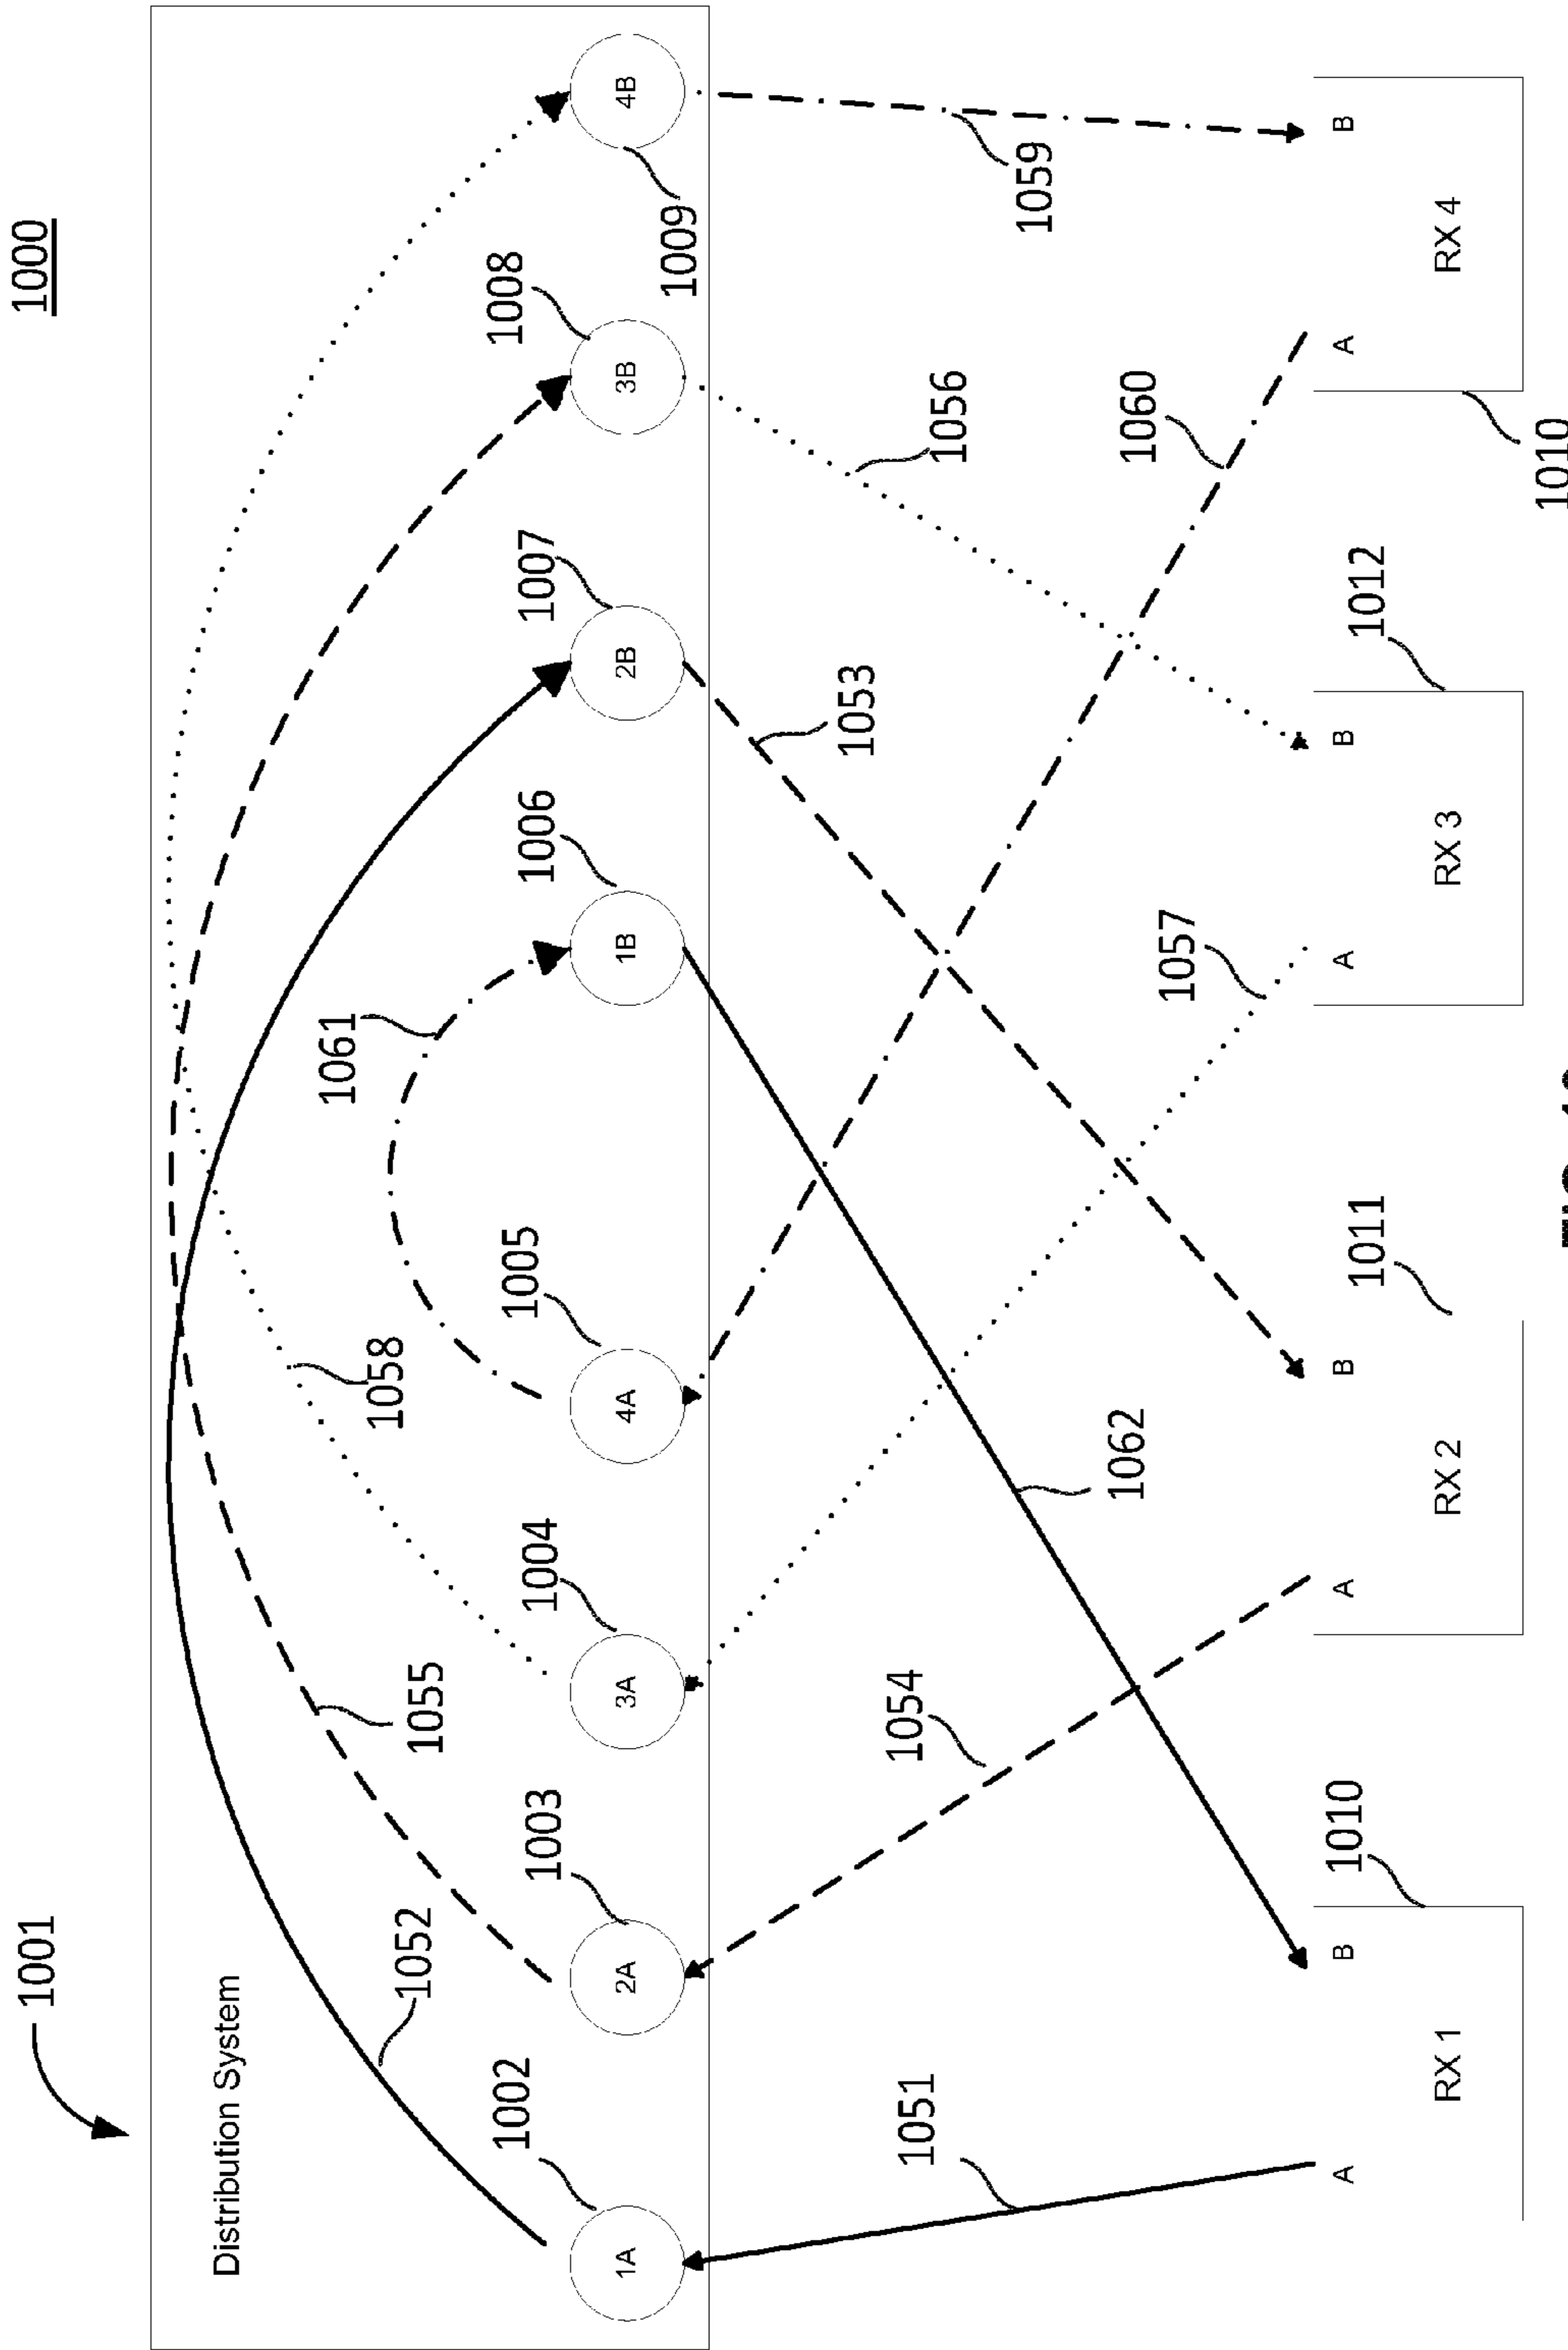 1001
1000
Distribution System
1061
1058
1052
1055
1002
1003
1004
1005
1006
1007
1008
1A
2A
3A
4A
1B
2B
3B
4B
1009
1053
1054
1051
1056
1059
1062
1060
1057
A
B
1010
A
B
1011
A
B
1012
A
B
RX 1
RX 2
RX 3
RX 4
1010